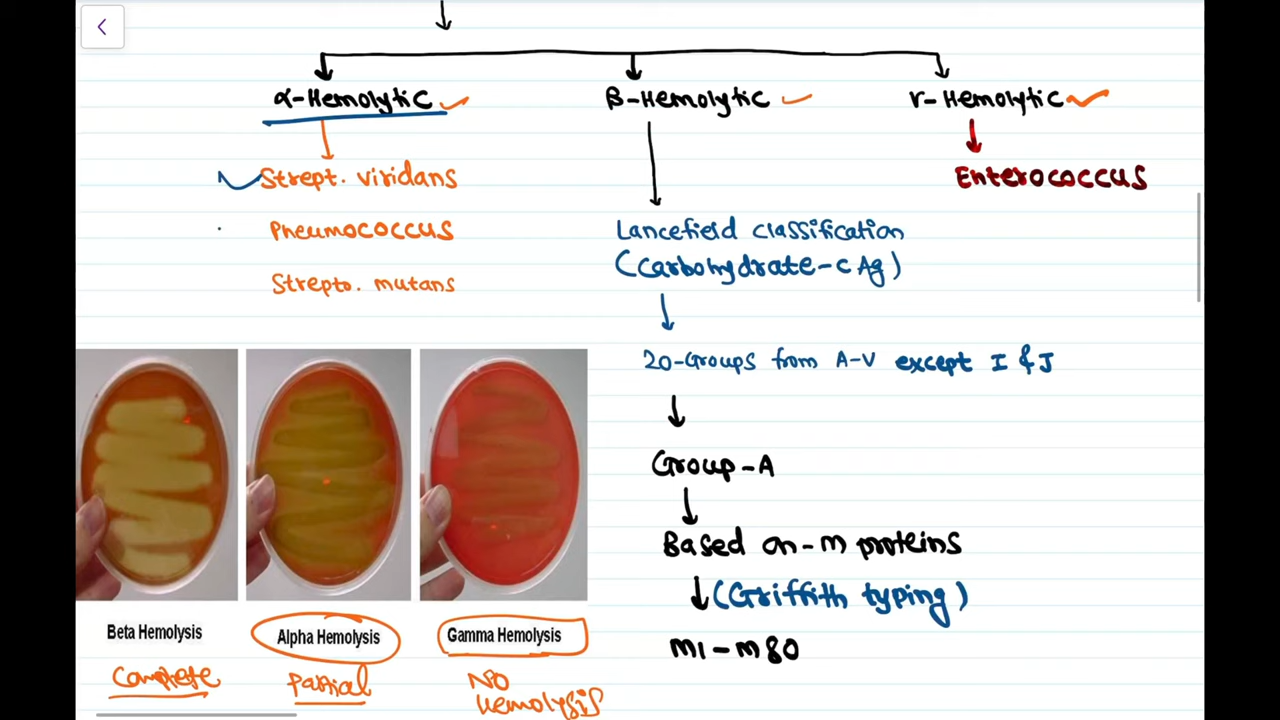 α-Hemolytic
β-Hemolytic
γ-Hemolytic
Strept. viridans
Pneumococcus
Strepto. mutans
Enterococcus
Lancefield classification
(Carbohydrate-C Ag)
20-Groups from A-V except I & J
Group-A
Based on-m proteins
(Griffith typing)
m1-m80
Beta Hemolysis
Alpha Hemolysis
Gamma Hemolysis
Complete
Partial
NO
Hemolysis